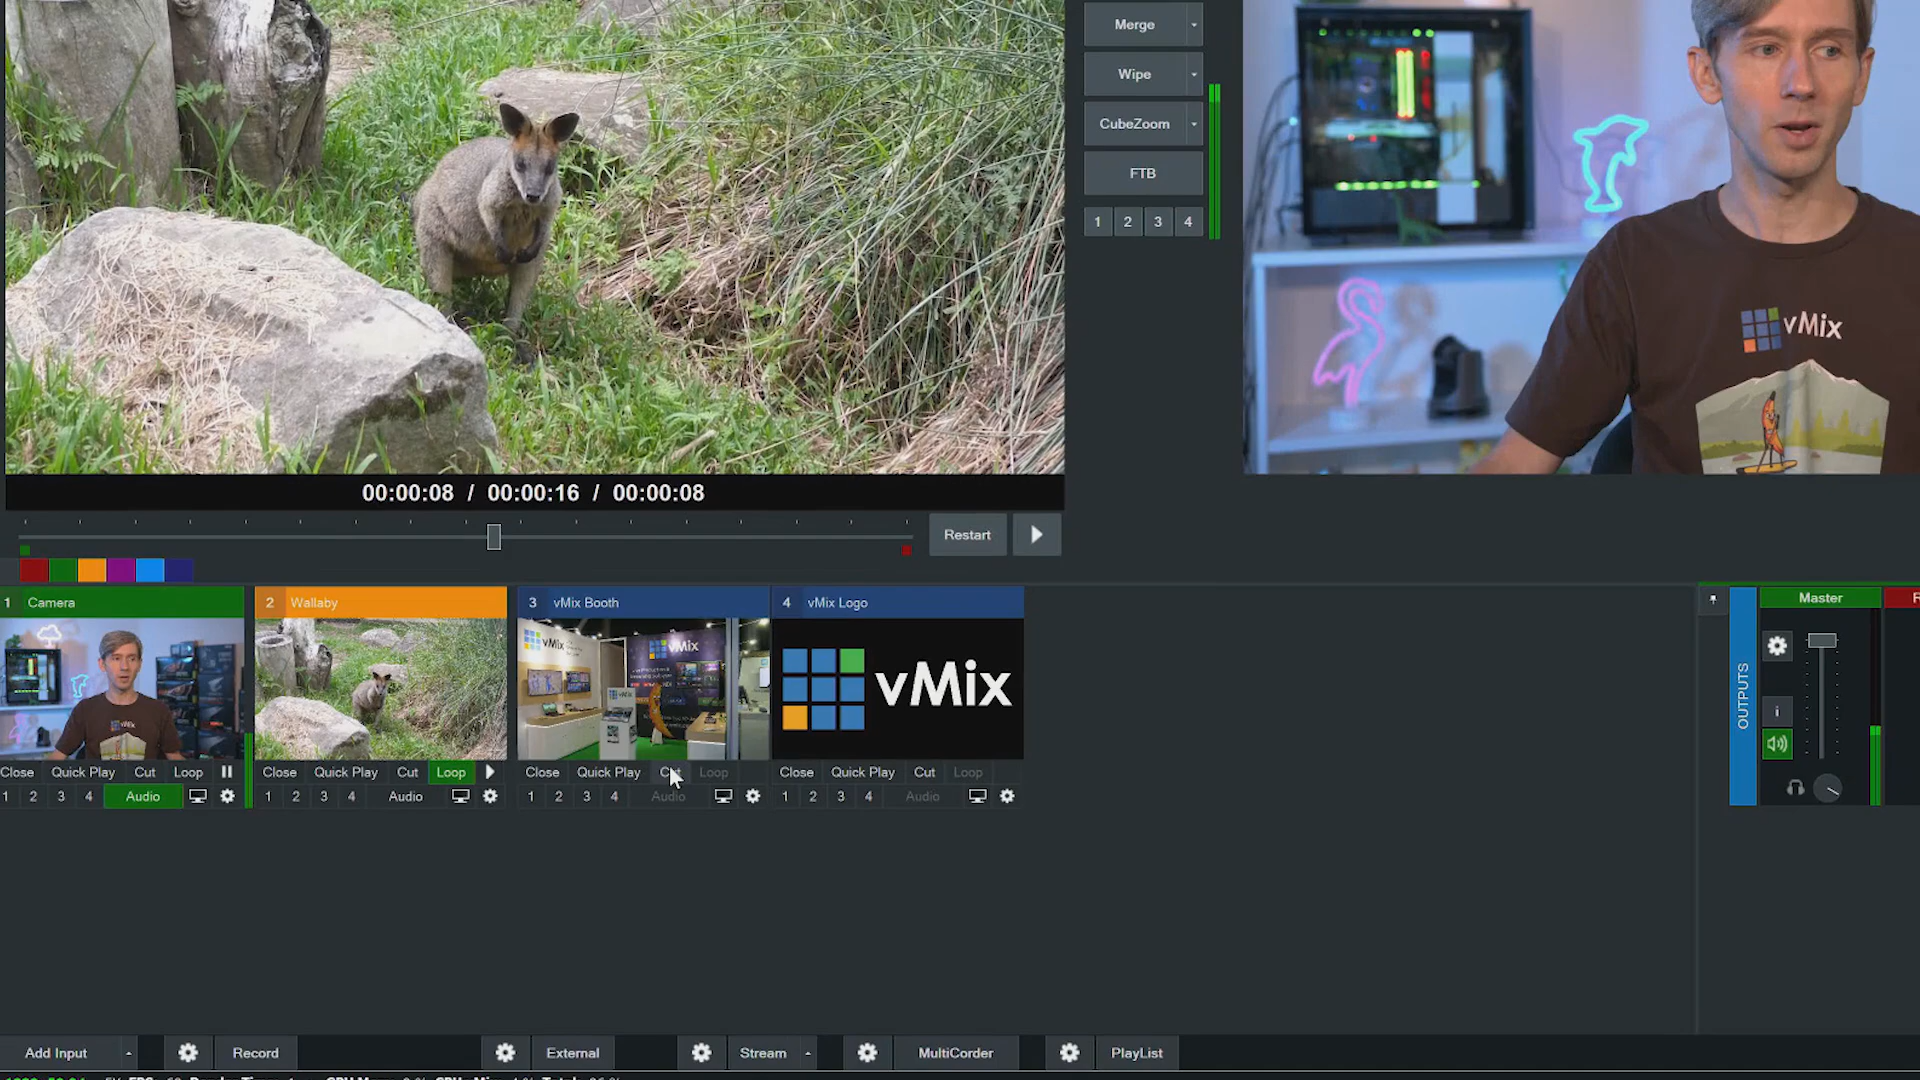 Merge
Wipe
CubeZoom
FTB
1 2 3 4
vMix
00:00:08 / 00:00:16 / 00:00:08
Restart
1 Camera
2 Wallaby
3 vMix Booth
4 vMix Logo
vMix
vMix
vMix
Close Quick Play Cut Loop
Close Quick Play Cut Loop
Close Quick Play Loop
Close Quick Play Cut Loop
1 2 3 4 Audio
1 2 3 4 Audio
1 2 3 4 Audio
1 2 3 4 Audio
OUTPUTS
Master
i
Add Input
Record
External
Stream
MultiCorder
PlayList